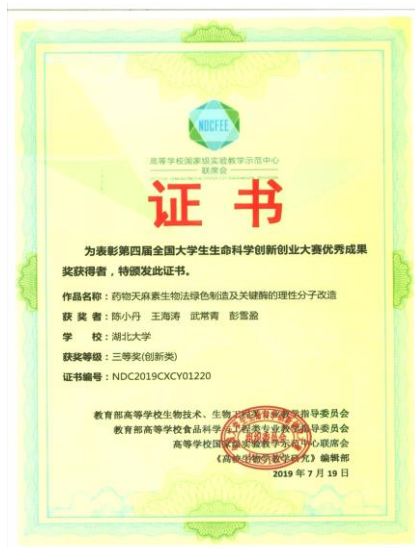 NDCFEE
高等学校国家级实验教学示范中心
联席会
证书
为表彰第四届全国大学生生命科学创新创业大赛优秀成果
奖获得者,特颁发此证书。
作品名称:药物天麻素生物法绿色制造及关键酶的理性分子改造
获 奖 者:陈小丹 王海涛 武常青 彭雪盈
学 校:湖北大学
获奖等级:三等奖(创新类)
证书编号:NDC2019CXCY01220
教育部高等学校生物技术、生物工程类专业教学指导委员会
教育部高等学校食品科学与工程类专业教学指导委员会
高等学校国家级实验教学示范中心联席会
《高校生物学教学研究》编辑部
2019 年 7 月 19 日
组织委员会